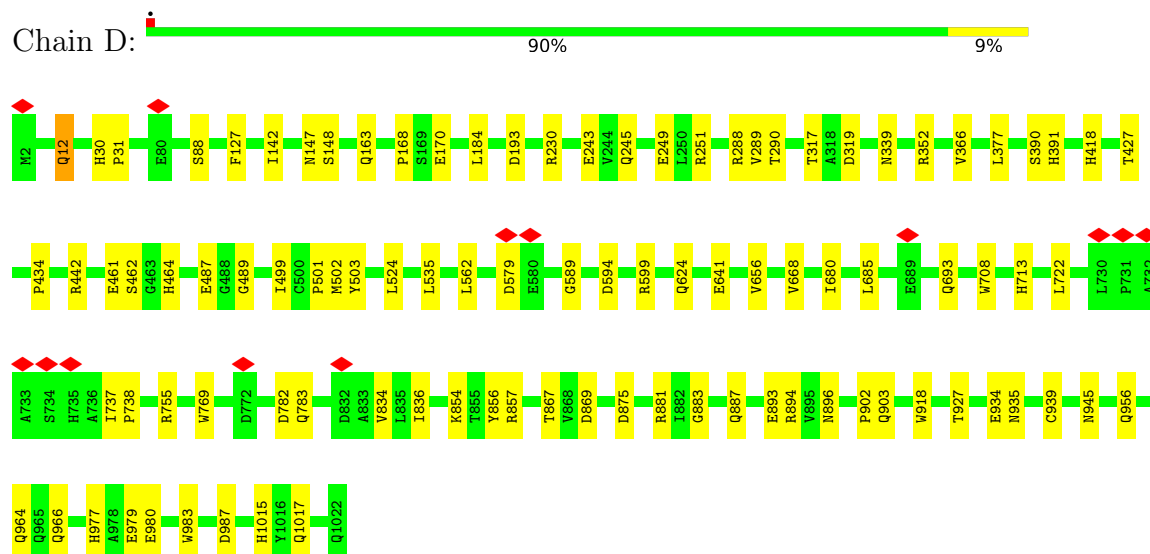 Chain D:
90% 9%
M2 Q12 H30 P31 E80 S88 F127 I142 N147 S148 Q163 P168 S169 E170 L184 D193 R230 E243 V244 Q245 E249 L250 R251 R288 V289 T290 T317 A318 D319 N339 R352 V366 L377 S390 H391 H418 T427
P434 R442 E461 S462 G463 H464 E487 G488 G489 I499 C500 P501 M502 Y503 L524 L535 L562 D579 E580 G589 D594 R599 Q624 E641 V656 V668 I680 L685 E689 Q693 W708 H713 L722 L730 P731 A732
A733 S734 H735 A736 I737 P738 R755 W769 D772 D782 Q783 D832 A833 V834 L835 I836 K854 T855 Y856 R857 T867 V868 D869 D875 R881 I882 G883 Q887 E893 R894 V895 N896 P902 Q903 W918 T927 E934 N935 C939 N945 Q956
Q964 Q965 Q966 H977 A978 E979 E980 W983 D987 H1015 Y1016 Q1017 Q1022